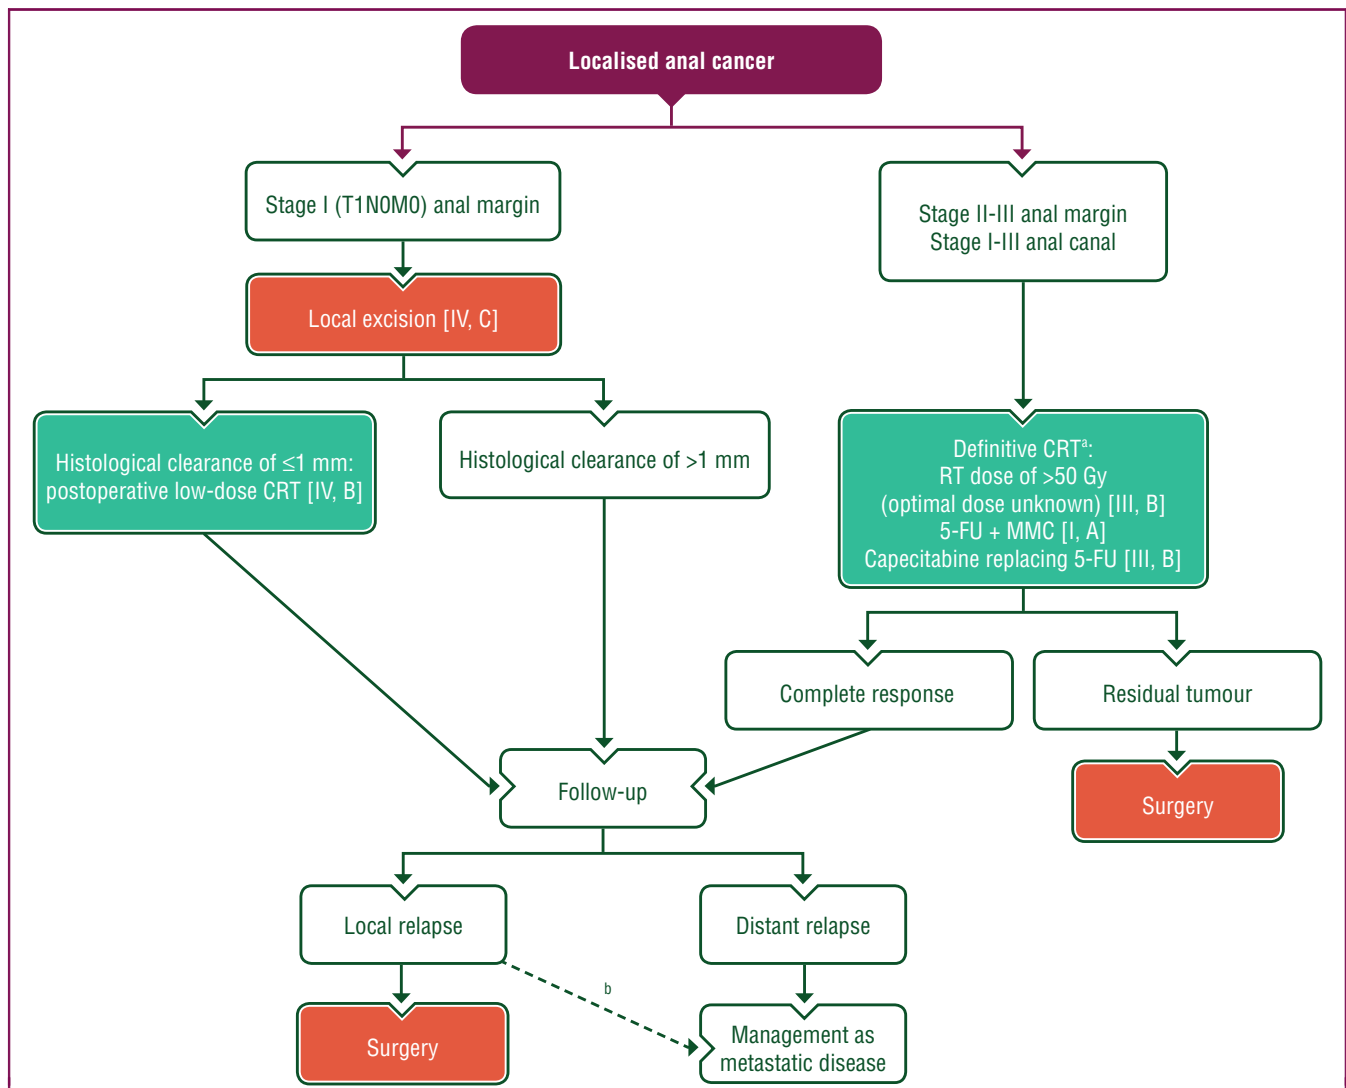 Localised anal cancer
Stage I (T1N0M0) anal margin
Stage II-III anal margin
Stage I-III anal canal
Local excision [IV, C]
Histological clearance of ≤1 mm:
postoperative low-dose CRT [IV, B]
Histological clearance of >1 mm
Definitive CRTᵃ:
RT dose of >50 Gy
(optimal dose unknown) [III, B]
5-FU + MMC [I, A]
Capecitabine replacing 5-FU [III, B]
Complete response
Residual tumour
Follow-up
Surgery
Local relapse
Distant relapse
b
Surgery
Management as
metastatic disease